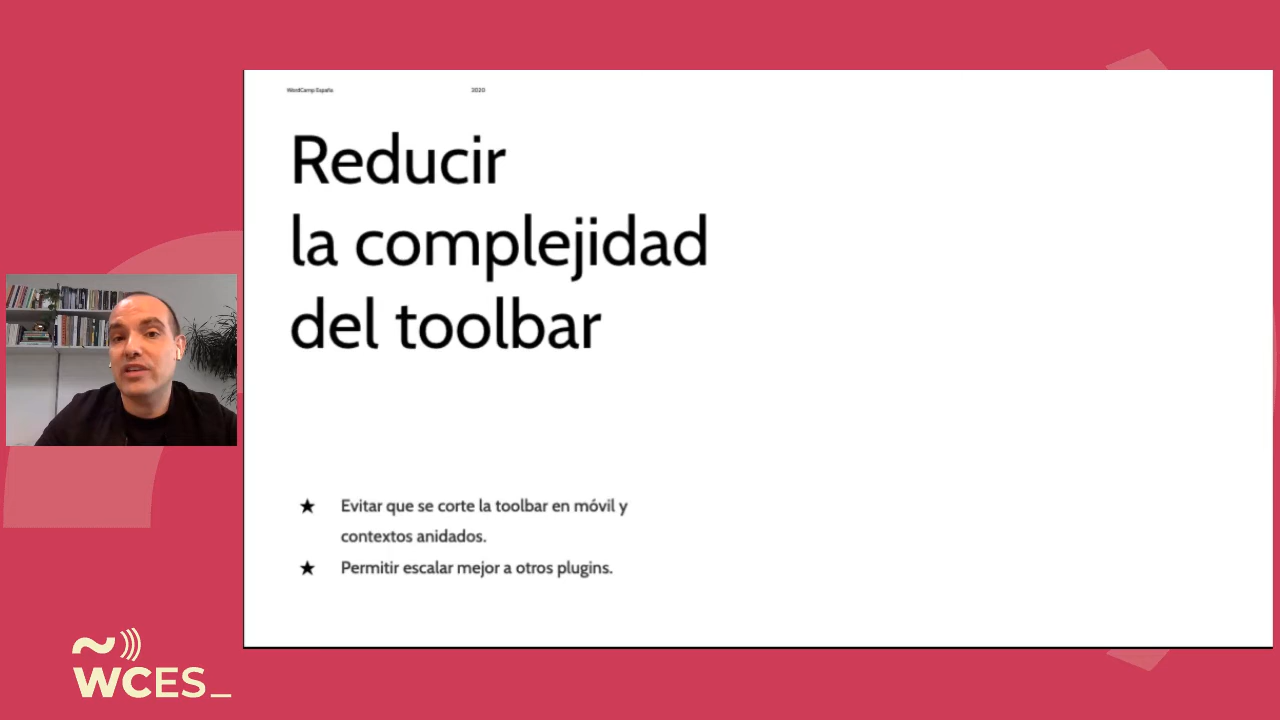 WordCamp España
2020
Reducir
la complejidad
del toolbar
★ Evitar que se corte la toolbar en móvil y
contextos anidados.
★ Permitir escalar mejor a otros plugins.
WCES_